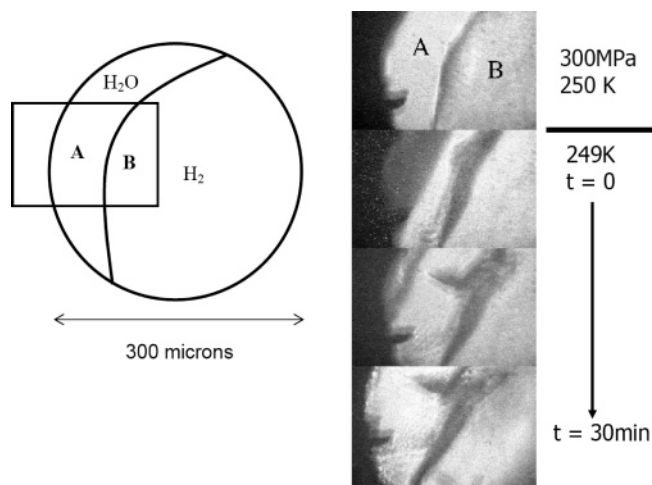 H₂O
A
B
H₂
300 microns
A
B
300MPa
250 K
249K
t = 0
t = 30min